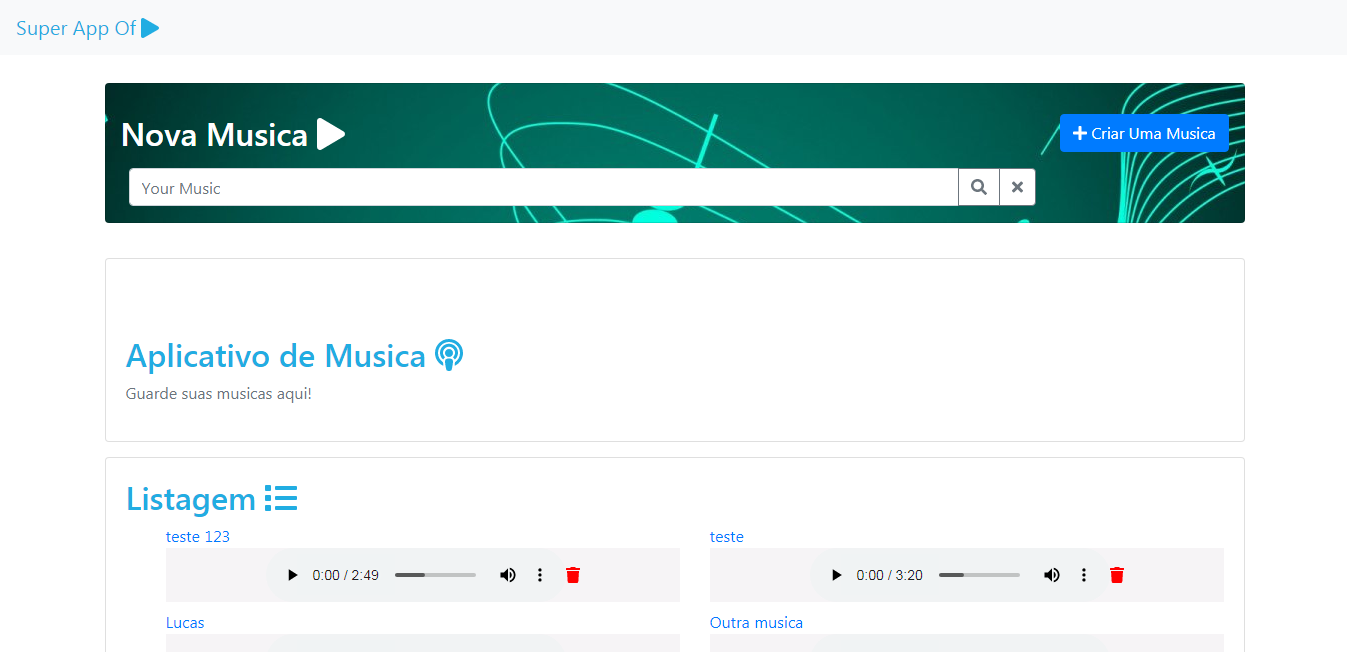 Super App Of
Nova Musica
Criar Uma Musica
Your Music
Aplicativo de Musica
Guarde suas musicas aqui!
Listagem
teste 123
teste
0:00 / 2:49
0:00 / 3:20
Lucas
Outra musica